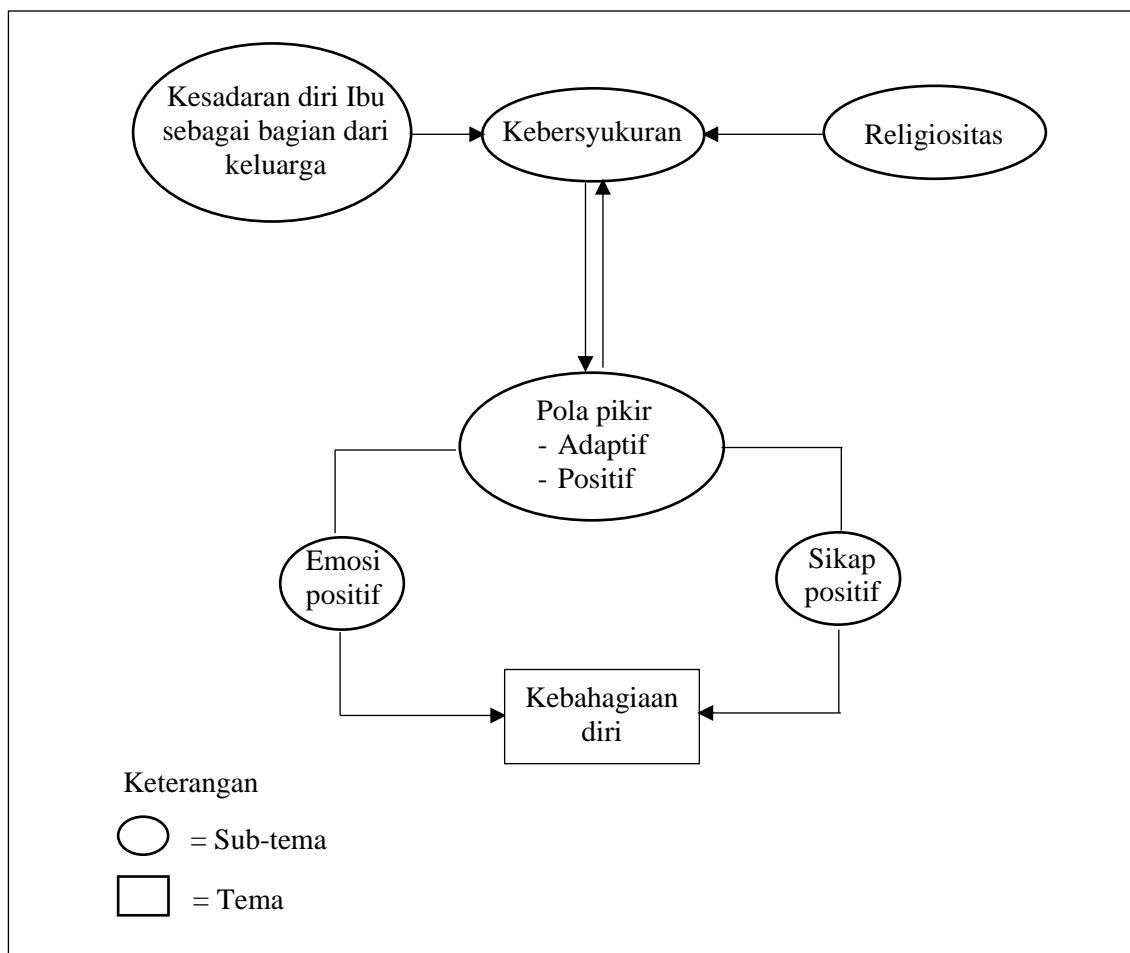 Kesadaran diri Ibu
sebagai bagian dari
keluarga
Kebersyukuran
Religiositas
Pola pikir
- Adaptif
- Positif
Emosi
positif
Sikap
positif
Kebahagiaan
diri
Keterangan
= Sub-tema
= Tema